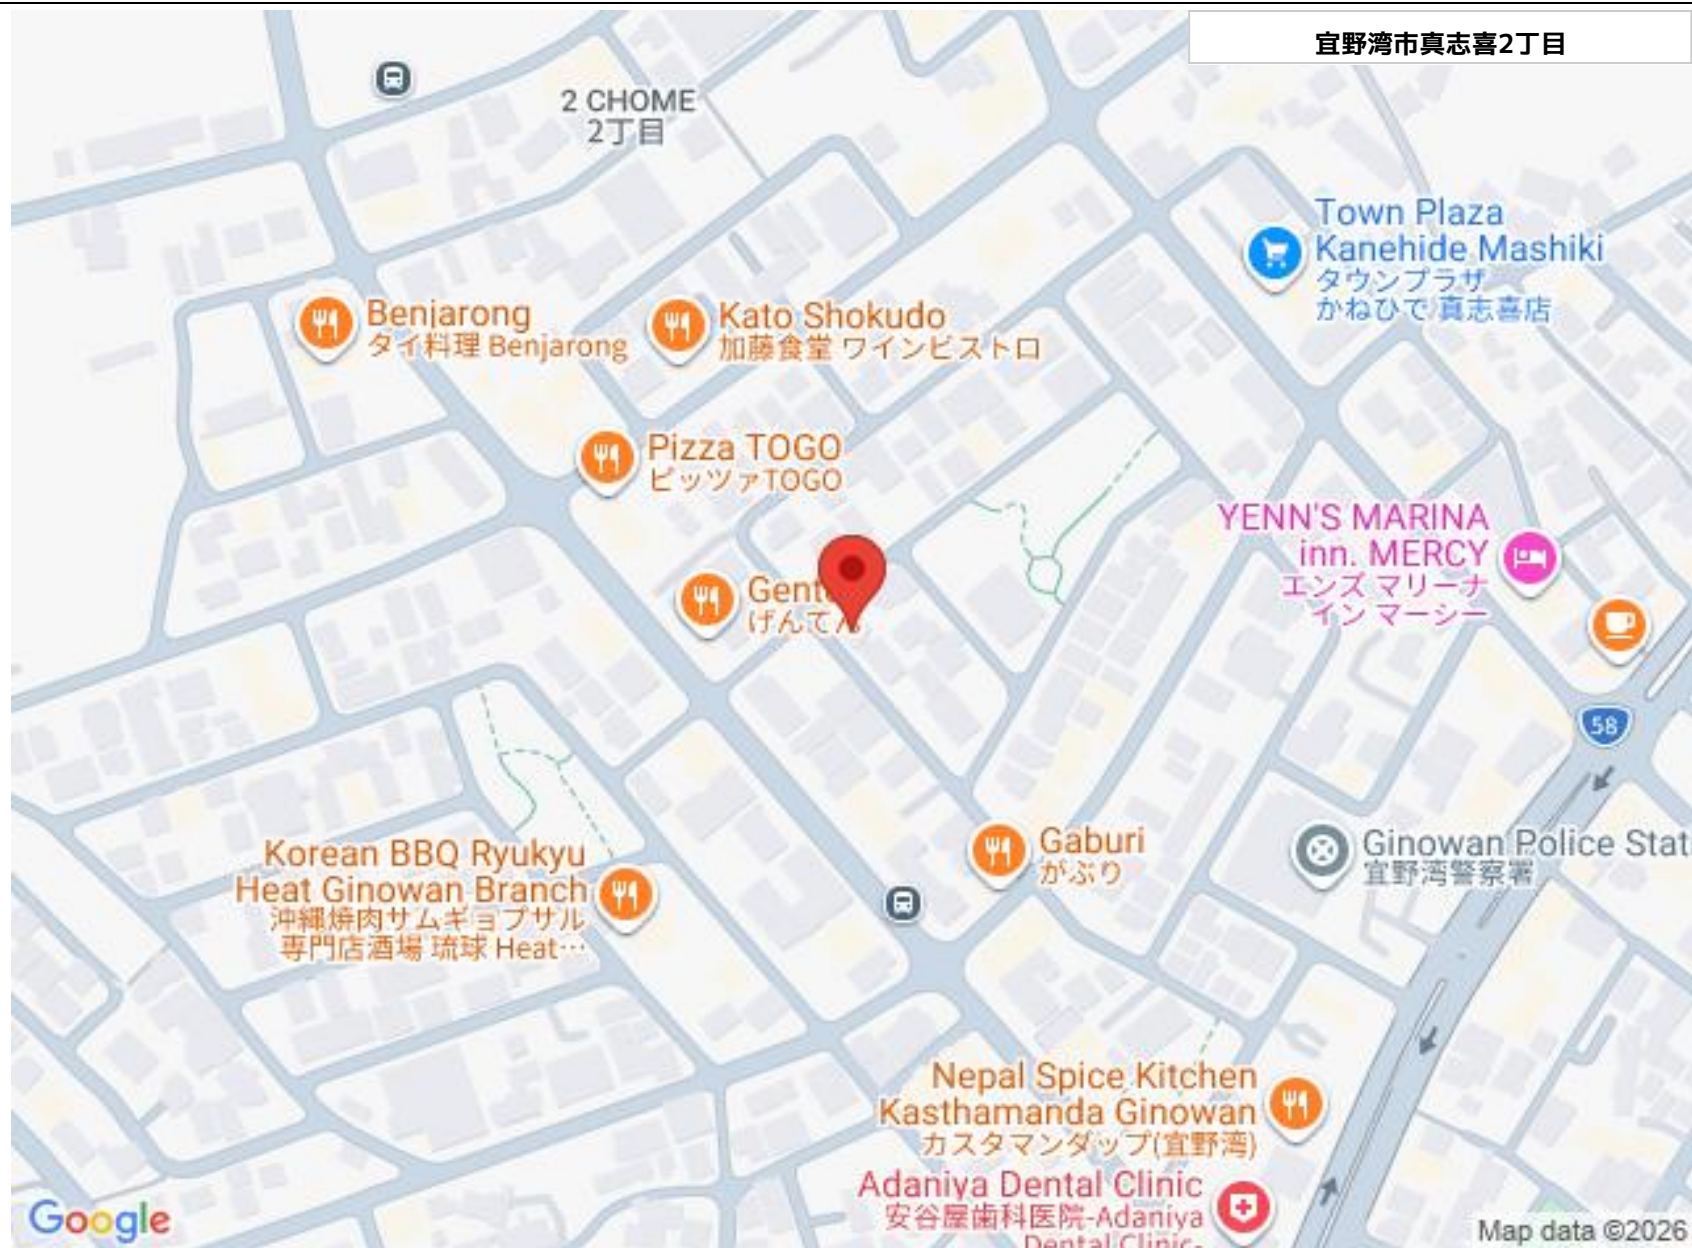 宜野湾市真志喜2丁目
2 CHOME
2丁目
Town Plaza
Kanehide Mashiki
タウンプラザ
かねひで 真志喜店
Benjarong
タイ料理 Benjarong
Kato Shokudo
加藤食堂 ワインビストロ
Pizza TOGO
ピッツァTOGO
YENN'S MARINA
inn. MERCY
エンズ マリーナ
イン マーシー
Gent
げんてん
58
Gaburi
がぶり
Ginowan Police Stat
宜野湾警察署
Korean BBQ Ryukyu
Heat Ginowan Branch
沖縄焼肉サムギョプサル
専門店酒場 琉球 Heat…
Nepal Spice Kitchen
Kasthamanda Ginowan
カスタマンダップ(宜野湾)
Adaniya Dental Clinic
安谷屋歯科医院-Adaniya
Dental Clinic-
Google
Map data ©2026